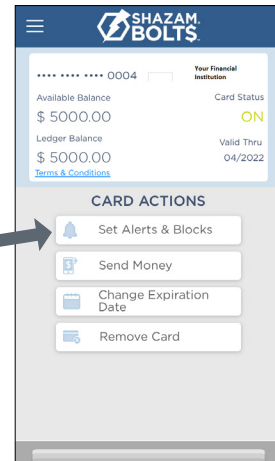 SHAZAM.
BOLT$.
•••• •••• •••• 0004
Your Financial
Institution
Available Balance
Card Status
$ 5000.00
ON
Ledger Balance
Valid Thru
$ 5000.00
04/2022
Terms & Conditions
CARD ACTIONS
Set Alerts & Blocks
Send Money
Change Expiration
Date
Remove Card